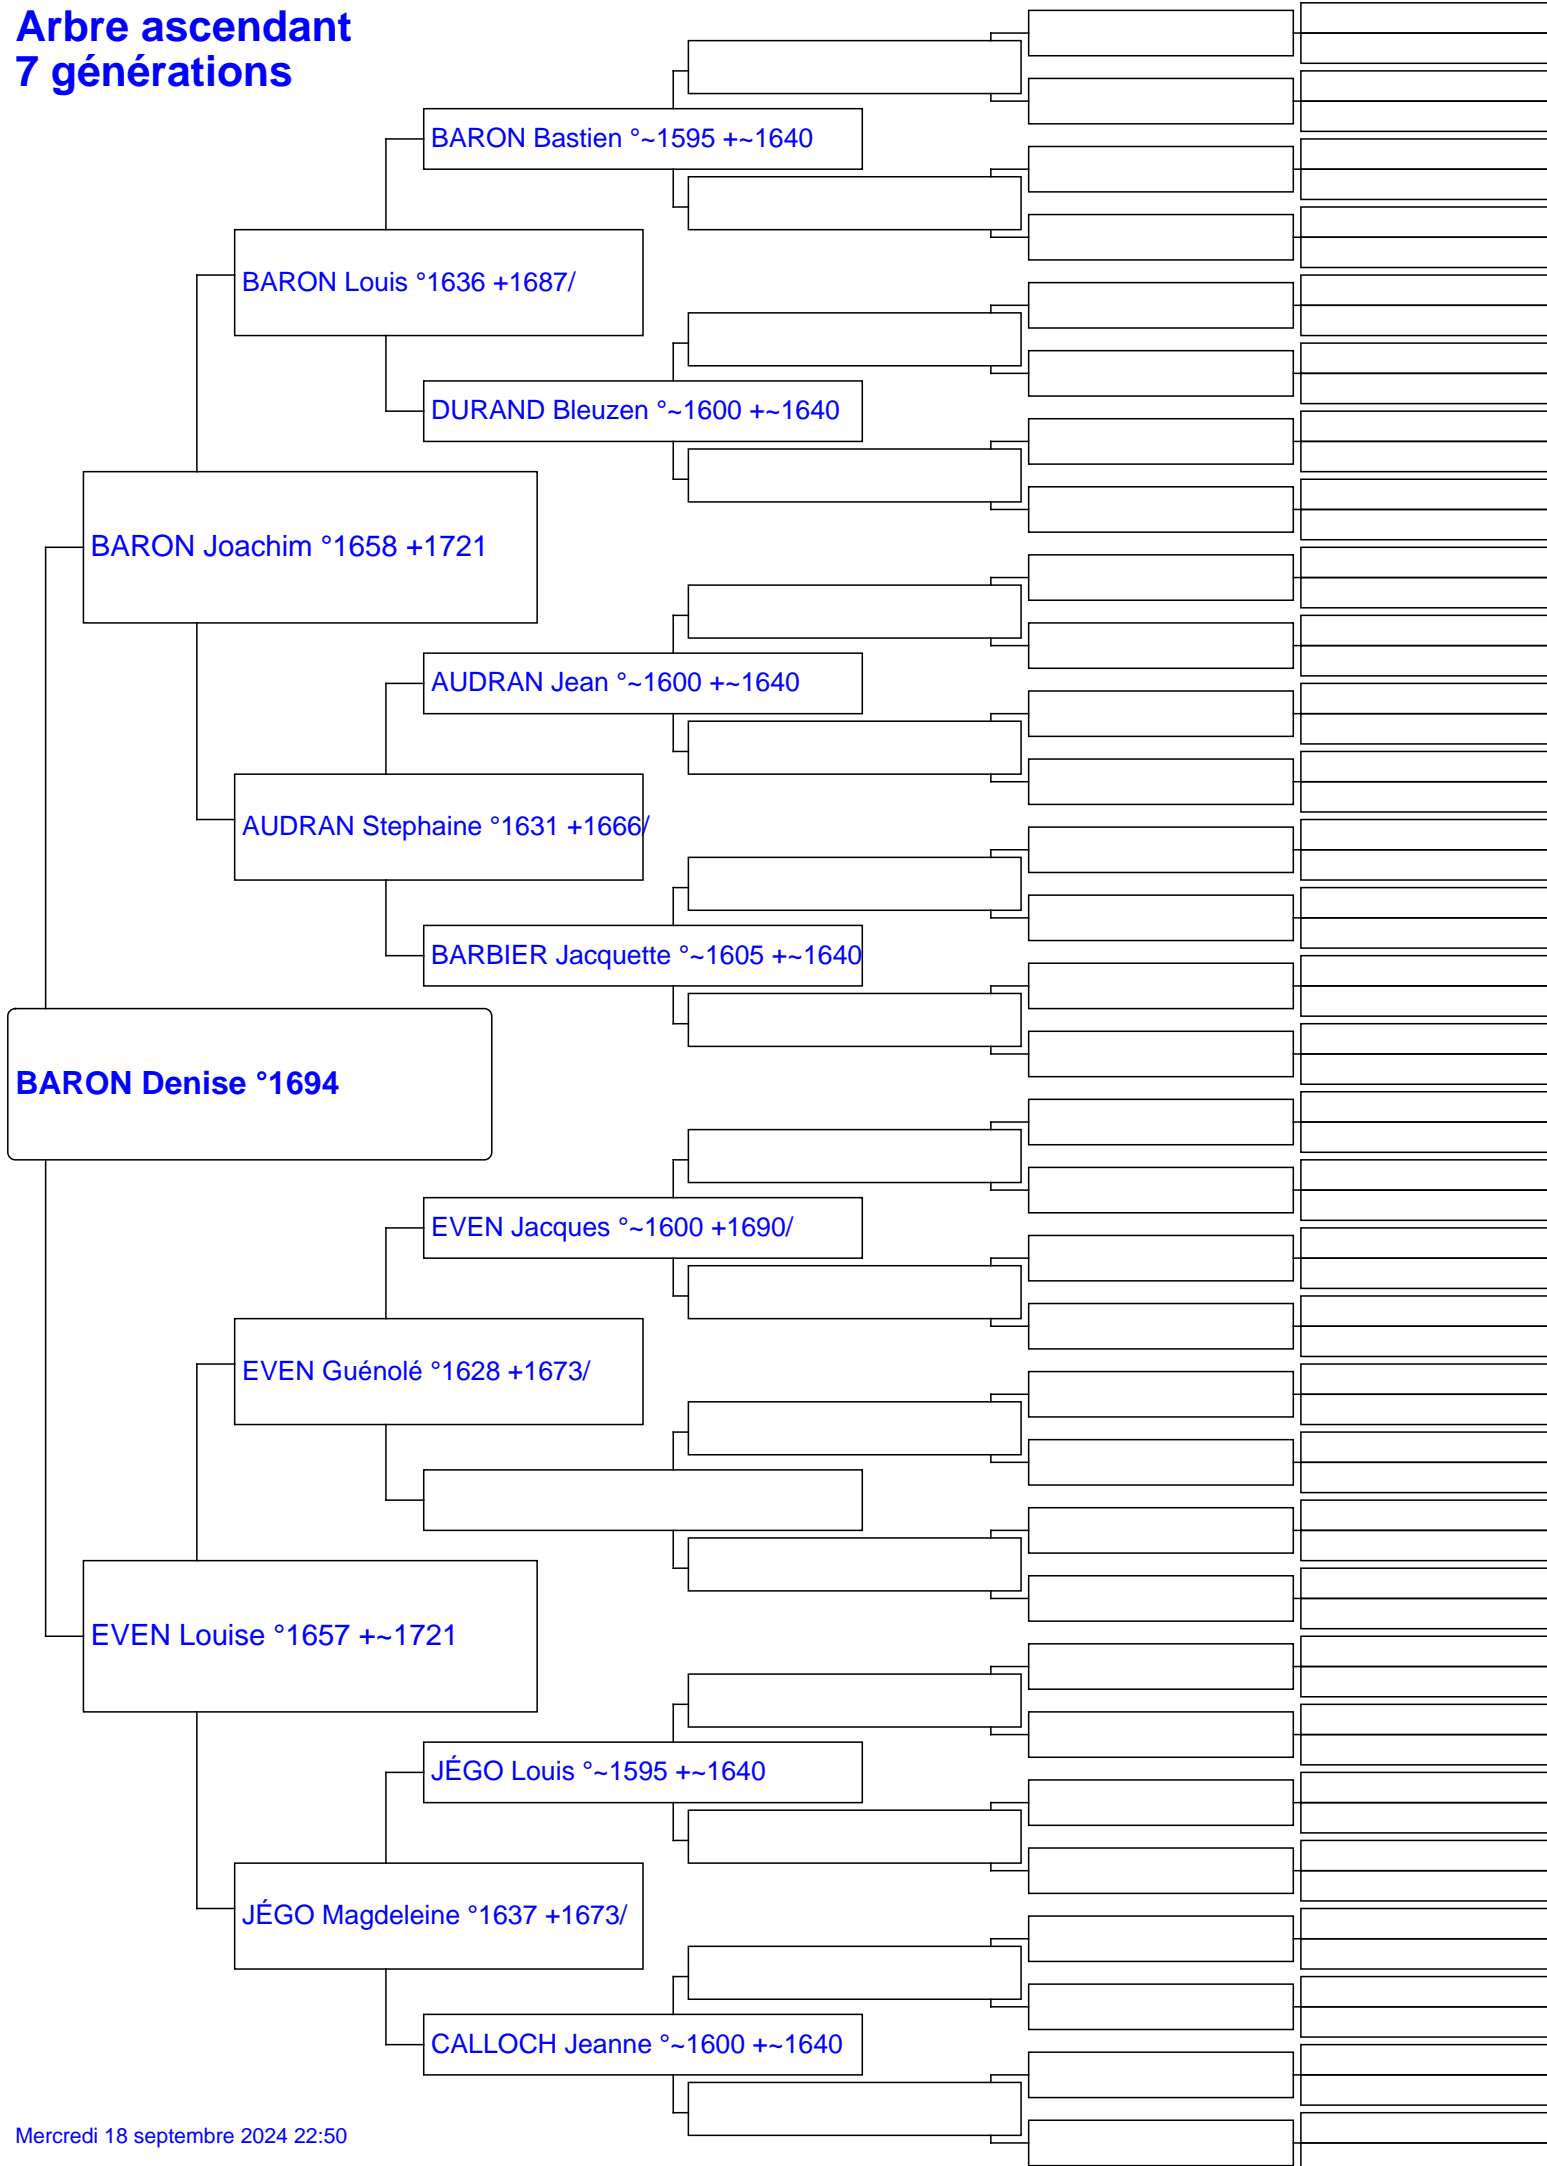 Arbre ascendant
7 générations
BARON Bastien °~1595 +~1640
BARON Louis °1636 +1687/
DURAND Bleuzen °~1600 +~1640
BARON Joachim °1658 +1721
AUDRAN Jean °~1600 +~1640
AUDRAN Stephaine °1631 +1666/
BARBIER Jacquette °~1605 +~1640
BARON Denise °1694
EVEN Jacques °~1600 +1690/
EVEN Guénolé °1628 +1673/
EVEN Louise °1657 +~1721
JÉGO Louis °~1595 +~1640
JÉGO Magdeleine °1637 +1673/
CALLOCH Jeanne °~1600 +~1640
Mercredi 18 septembre 2024 22:50